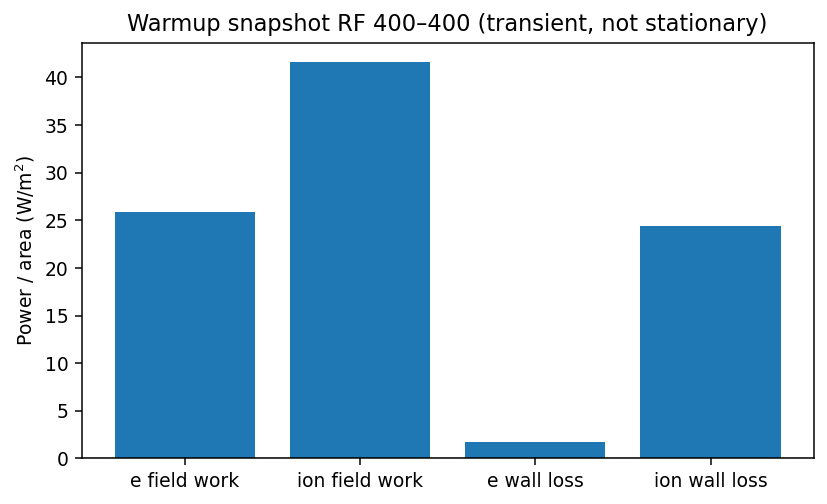 Warmup snapshot RF 400–400 (transient, not stationary)
Power / area (W/m²)
40
35
30
25
20
15
10
5
0
e field work
ion field work
e wall loss
ion wall loss